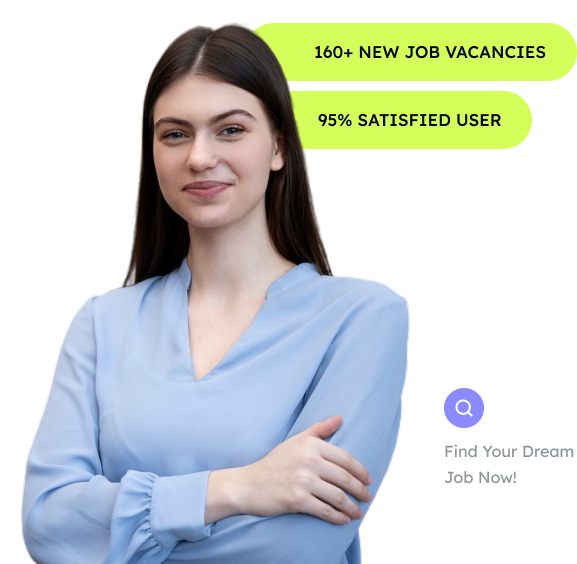 160+ NEW JOB VACANCIES
95% SATISFIED USER
Find Your Dream
Job Now!